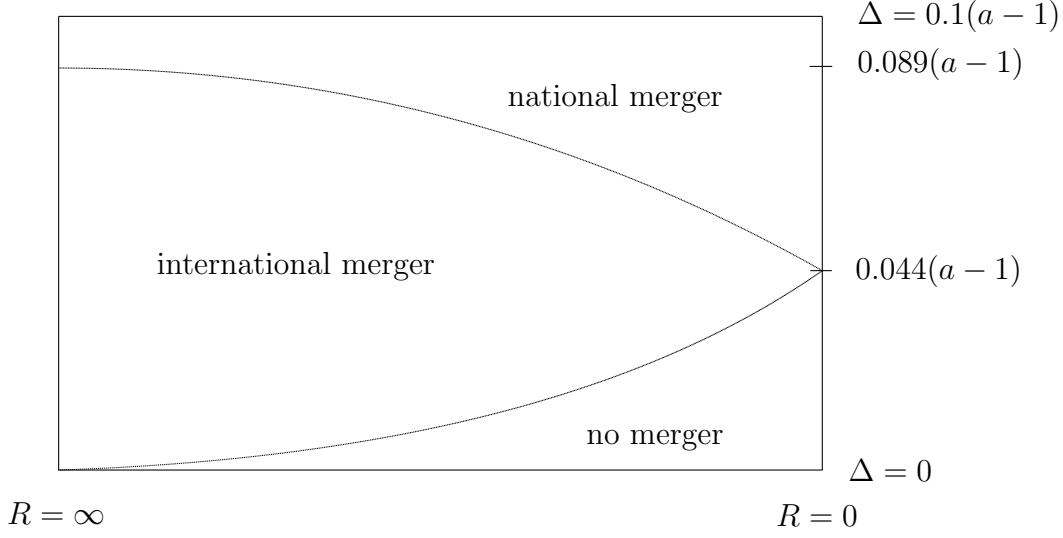 Δ = 0.1(a − 1)
0.089(a − 1)
national merger
international merger
0.044(a − 1)
no merger
Δ = 0
R = ∞
R = 0